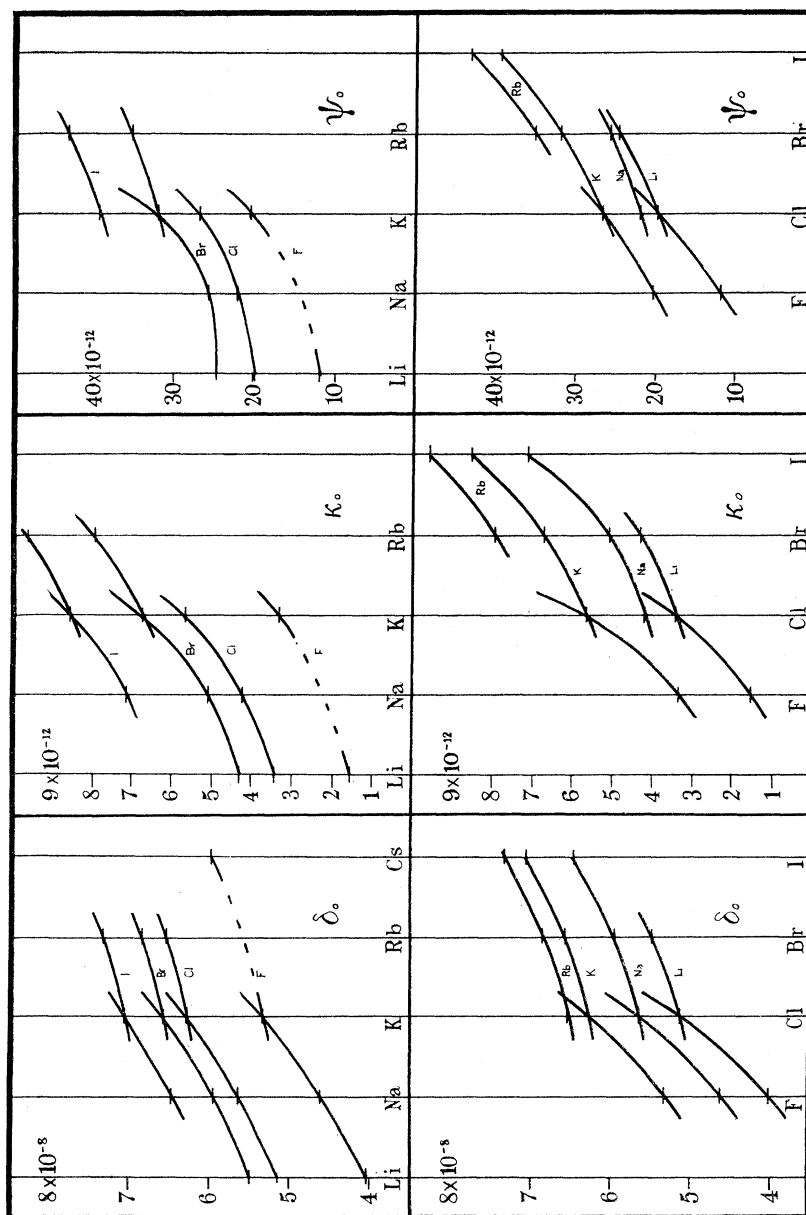 8×10⁻⁸
7
6
5
4
Li
Na
K
Rb
Cs
I
Br
Cl
F
δ₀
9×10⁻¹²
8
7
6
5
4
3
2
1
Li
Na
K
Rb
I
Br
Cl
F
K₀
40×10⁻¹²
30
20
10
Li
Na
K
Rb
I
Br
Cl
F
Ψ₀
8×10⁻⁸
7
6
5
4
F
Cl
Br
I
Rb
K
Na
Li
δ₀
9×10⁻¹²
8
7
6
5
4
3
2
1
F
Cl
Br
I
Rb
K
Na
Li
K₀
40×10⁻¹²
30
20
10
F
Cl
Br
I
Rb
K
Na
Li
Ψ₀